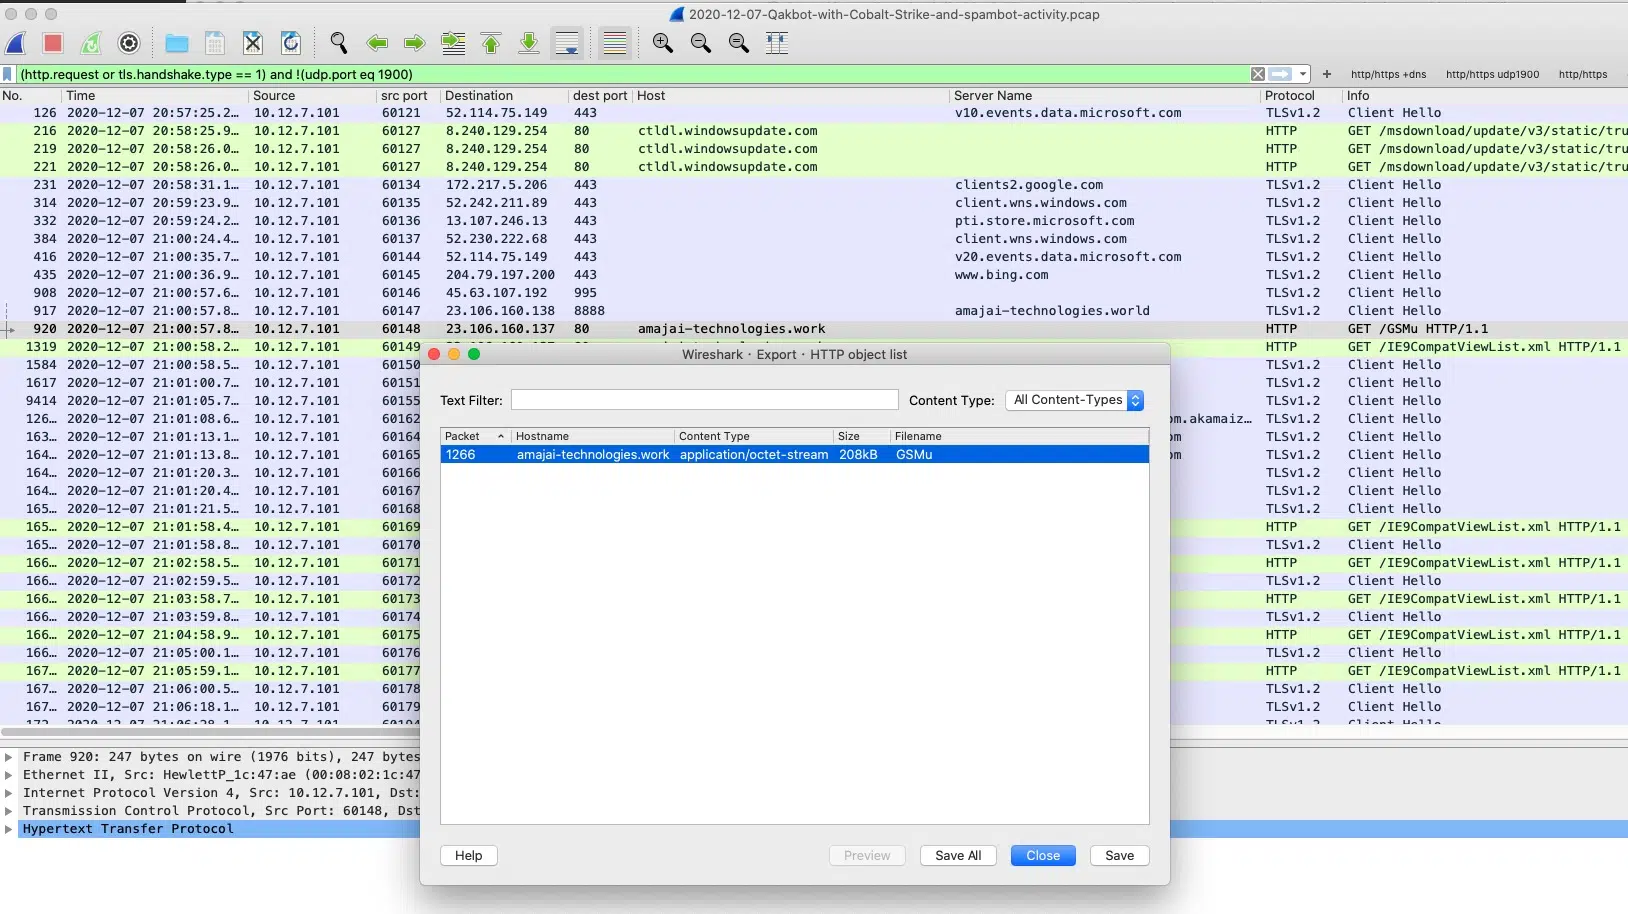 2020-12-07-Qakbot-with-Cobalt-Strike-and-spambot-activity.pcap
(http.request or tls.handshake.type == 1) and !(udp.port eq 1900)
+ http/https +dns http/https udp1900 http/https
No. Time Source src port Destination dest port Host Server Name Protocol Info
126 2020-12-07 20:57:25.2… 10.12.7.101 60121 52.114.75.149 443 v10.events.data.microsoft.com TLSv1.2 Client Hello
216 2020-12-07 20:58:25.9… 10.12.7.101 60127 8.240.129.254 80 ctldl.windowsupdate.com HTTP GET /msdownload/update/v3/static/tru
219 2020-12-07 20:58:26.0… 10.12.7.101 60127 8.240.129.254 80 ctldl.windowsupdate.com HTTP GET /msdownload/update/v3/static/tru
221 2020-12-07 20:58:26.0… 10.12.7.101 60127 8.240.129.254 80 ctldl.windowsupdate.com HTTP GET /msdownload/update/v3/static/tru
231 2020-12-07 20:58:31.1… 10.12.7.101 60134 172.217.5.206 443 clients2.google.com TLSv1.2 Client Hello
314 2020-12-07 20:59:23.9… 10.12.7.101 60135 52.242.211.89 443 client.wns.windows.com TLSv1.2 Client Hello
332 2020-12-07 20:59:24.2… 10.12.7.101 60136 13.107.246.13 443 pti.store.microsoft.com TLSv1.2 Client Hello
384 2020-12-07 21:00:24.4… 10.12.7.101 60137 52.230.222.68 443 client.wns.windows.com TLSv1.2 Client Hello
416 2020-12-07 21:00:35.7… 10.12.7.101 60144 52.114.75.149 443 v20.events.data.microsoft.com TLSv1.2 Client Hello
435 2020-12-07 21:00:36.9… 10.12.7.101 60145 204.79.197.200 443 www.bing.com TLSv1.2 Client Hello
908 2020-12-07 21:00:57.6… 10.12.7.101 60146 45.63.107.192 995 TLSv1.2 Client Hello
917 2020-12-07 21:00:57.8… 10.12.7.101 60147 23.106.160.138 8888 amajai-technologies.world TLSv1.2 Client Hello
920 2020-12-07 21:00:57.8… 10.12.7.101 60148 23.106.160.137 80 amajai-technologies.work HTTP GET /GSMu HTTP/1.1
1319 2020-12-07 21:00:58.2… 10.12.7.101 60149 HTTP GET /IE9CompatViewList.xml HTTP/1.1
1584 2020-12-07 21:00:58.5… 10.12.7.101 60150 TLSv1.2 Client Hello
1617 2020-12-07 21:01:00.7… 10.12.7.101 60151 TLSv1.2 Client Hello
9414 2020-12-07 21:01:05.7… 10.12.7.101 60155 TLSv1.2 Client Hello
126… 2020-12-07 21:01:08.6… 10.12.7.101 60162 om.akamaiz… TLSv1.2 Client Hello
163… 2020-12-07 21:01:13.1… 10.12.7.101 60164 om TLSv1.2 Client Hello
164… 2020-12-07 21:01:13.8… 10.12.7.101 60165 om TLSv1.2 Client Hello
164… 2020-12-07 21:01:20.3… 10.12.7.101 60166 TLSv1.2 Client Hello
164… 2020-12-07 21:01:20.4… 10.12.7.101 60167 TLSv1.2 Client Hello
165… 2020-12-07 21:01:21.5… 10.12.7.101 60168 TLSv1.2 Client Hello
165… 2020-12-07 21:01:58.4… 10.12.7.101 60169 HTTP GET /IE9CompatViewList.xml HTTP/1.1
165… 2020-12-07 21:01:58.8… 10.12.7.101 60170 TLSv1.2 Client Hello
166… 2020-12-07 21:02:58.5… 10.12.7.101 60171 HTTP GET /IE9CompatViewList.xml HTTP/1.1
166… 2020-12-07 21:02:59.5… 10.12.7.101 60172 TLSv1.2 Client Hello
166… 2020-12-07 21:03:58.7… 10.12.7.101 60173 HTTP GET /IE9CompatViewList.xml HTTP/1.1
166… 2020-12-07 21:03:59.8… 10.12.7.101 60174 TLSv1.2 Client Hello
166… 2020-12-07 21:04:58.9… 10.12.7.101 60175 HTTP GET /IE9CompatViewList.xml HTTP/1.1
166… 2020-12-07 21:05:00.1… 10.12.7.101 60176 TLSv1.2 Client Hello
167… 2020-12-07 21:05:59.1… 10.12.7.101 60177 HTTP GET /IE9CompatViewList.xml HTTP/1.1
167… 2020-12-07 21:06:00.5… 10.12.7.101 60178 TLSv1.2 Client Hello
167… 2020-12-07 21:06:18.1… 10.12.7.101 60179 TLSv1.2 Client Hello
Wireshark · Export · HTTP object list
Text Filter: Content Type: All Content-Types
Packet Hostname Content Type Size Filename
1266 amajai-technologies.work application/octet-stream 208kB GSMu
Help Preview Save All Close Save
Frame 920: 247 bytes on wire (1976 bits), 247 bytes
Ethernet II, Src: HewlettP_1c:47:ae (00:08:02:1c:47
Internet Protocol Version 4, Src: 10.12.7.101, Dst:
Transmission Control Protocol, Src Port: 60148, Dst
Hypertext Transfer Protocol